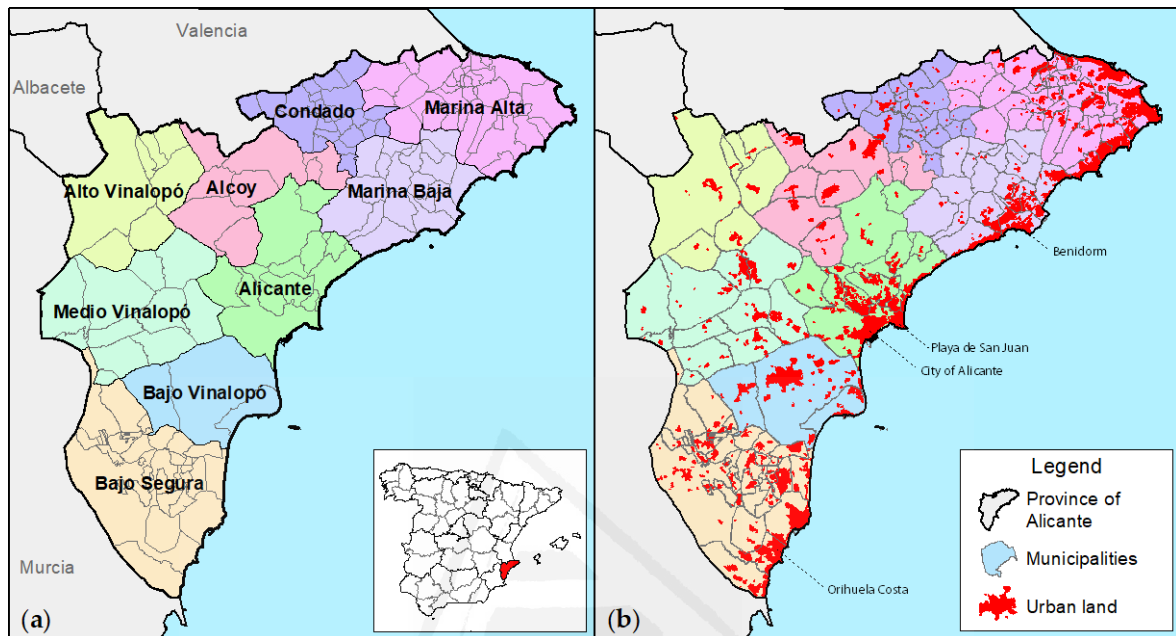 Valencia
Albacete
Condado
Marina Alta
Alto Vinalopó
Alcoy
Marina Baja
Alicante
Medio Vinalopó
Bajo Vinalopó
Bajo Segura
Murcia
(a)
Benidorm
Playa de San Juan
City of Alicante
Orihuela Costa
Legend
Province of
Alicante
Municipalities
Urban land
(b)